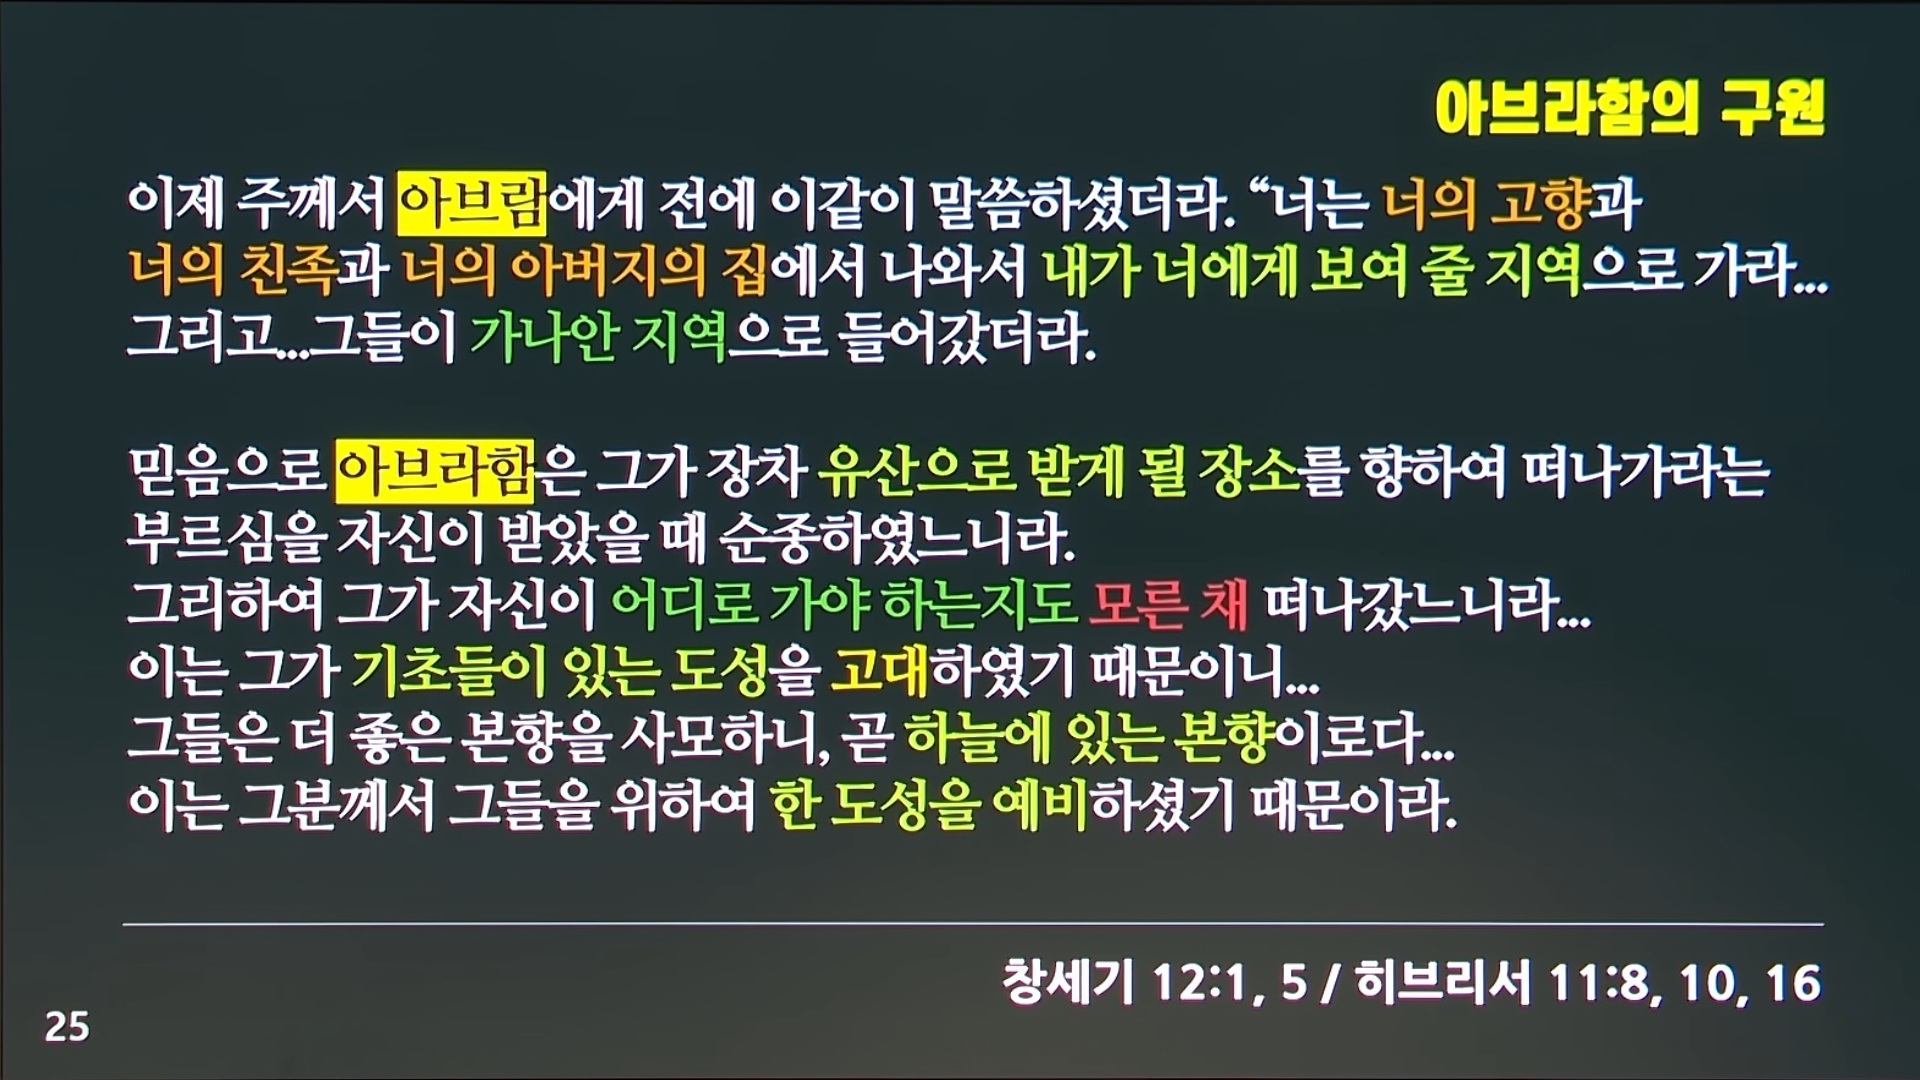 아브라함의 구원
이제 주께서 아브람에게 전에 이같이 말씀하셨더라. “너는 너의 고향과
너의 친족과 너의 아버지의 집에서 나와서 내가 너에게 보여 줄 지역으로 가라...
그리고...그들이 가나안 지역으로 들어갔더라.
믿음으로 아브라함은 그가 장차 유산으로 받게 될 장소를 향하여 떠나가라는
부르심을 자신이 받았을 때 순종하였느니라.
그리하여 그가 자신이 어디로 가야 하는지도 모른 채 떠나갔느니라...
이는 그가 기초들이 있는 도성을 고대하였기 때문이니...
그들은 더 좋은 본향을 사모하니, 곧 하늘에 있는 본향이로다...
이는 그분께서 그들을 위하여 한 도성을 예비하셨기 때문이라.
창세기 12:1, 5 / 히브리서 11:8, 10, 16
25